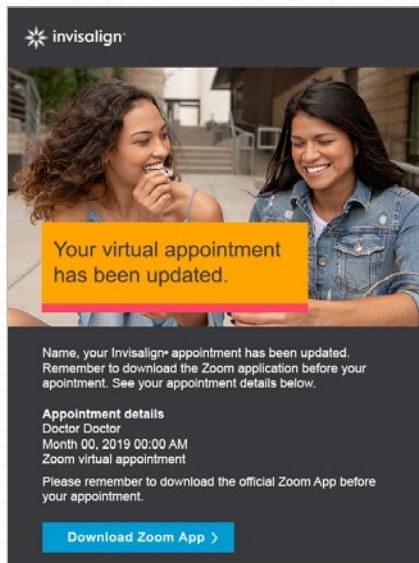 invisalign
Your virtual appointment
has been updated.
Name, your Invisalign® appointment has been updated.
Remember to download the Zoom application before your
apointment. See your appointment details below.
Appointment details
Doctor Doctor
Month 00, 2019 00:00 AM
Zoom virtual appointment
Please remember to download the official Zoom App before
your appointment.
Download Zoom App >